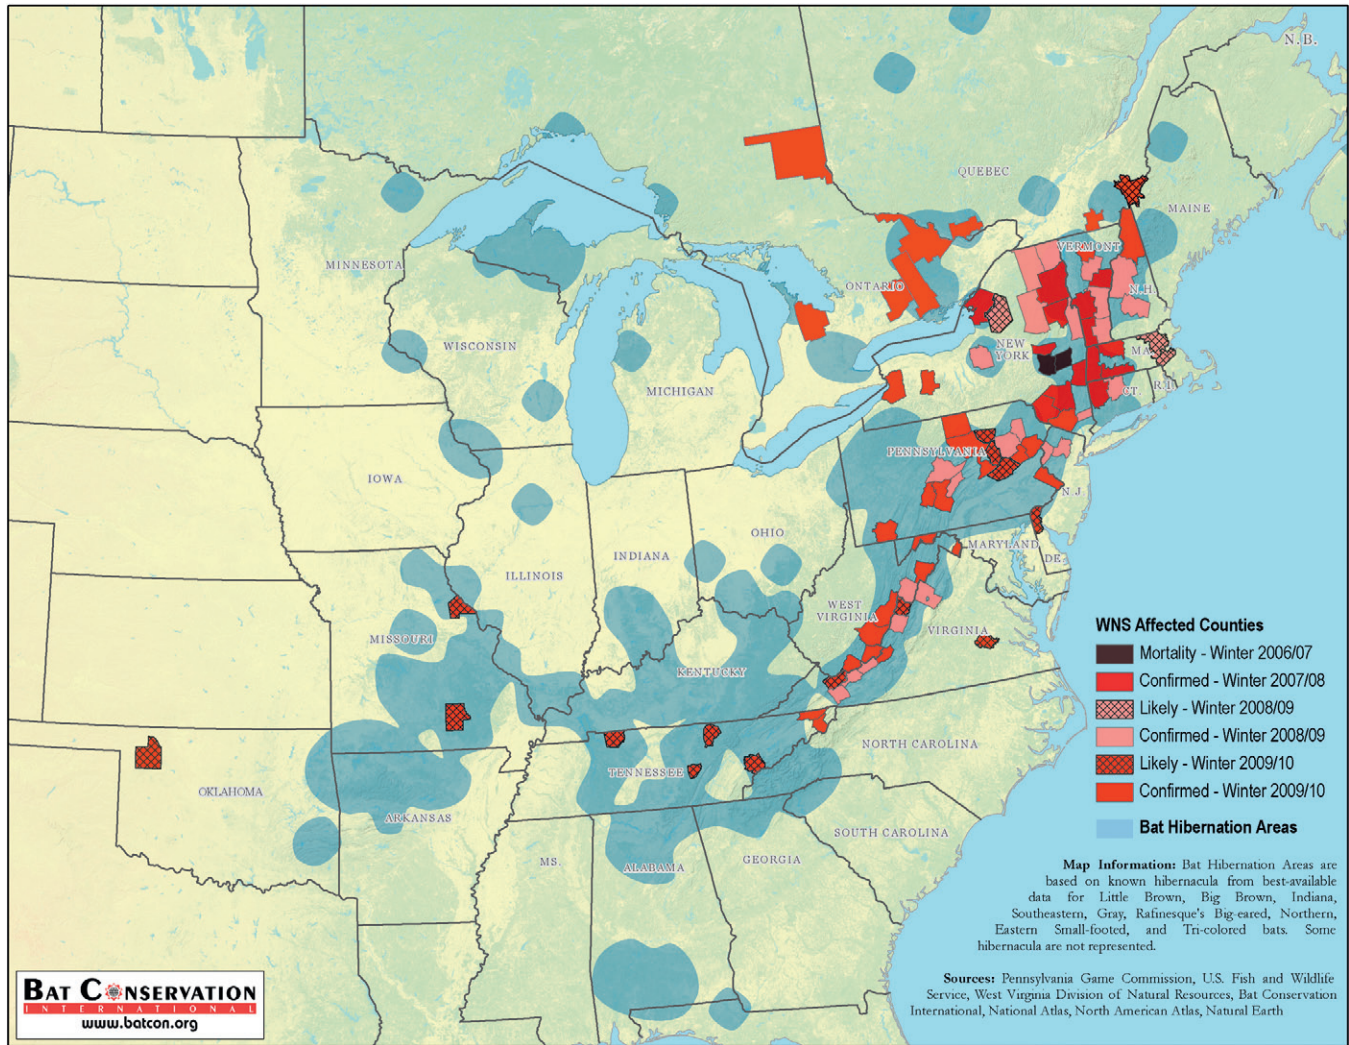 N.B.
QUEBEC
MAINE
VERMONT
MINNESOTA
ONTARIO
N.H
WISCONSIN
NEW
YORK
MA
MICHIGAN
CT.
R.I.
PENNSYLVANIA
IOWA
N.J
OHIO
MARYLAND
INDIANA
DE.
ILLINOIS
WEST
VIRGINIA
VIRGINIA
MISSOURI
KENTUCKY
NORTH CAROLINA
TENNESSEE
OKLAHOMA
ARKANSAS
SOUTH CAROLINA
MS.
ALABAMA
GEORGIA
WNS Affected Counties
Mortality - Winter 2006/07
Confirmed - Winter 2007/08
Likely - Winter 2008/09
Confirmed - Winter 2008/09
Likely - Winter 2009/10
Confirmed - Winter 2009/10
Bat Hibernation Areas
Map Information: Bat Hibernation Areas are
based on known hibernacula from best-available
data for Little Brown, Big Brown, Indiana,
Southeastern, Gray, Rafinesque's Big-eared, Northern,
Eastern Small-footed, and Tri-colored bats. Some
hibernacula are not represented.
Sources: Pennsylvania Game Commission, U.S. Fish and Wildlife
Service, West Virginia Division of Natural Resources, Bat Conservation
International, National Atlas, North American Atlas, Natural Earth
BAT CONSERVATION
INTERNATIONAL
www.batcon.org